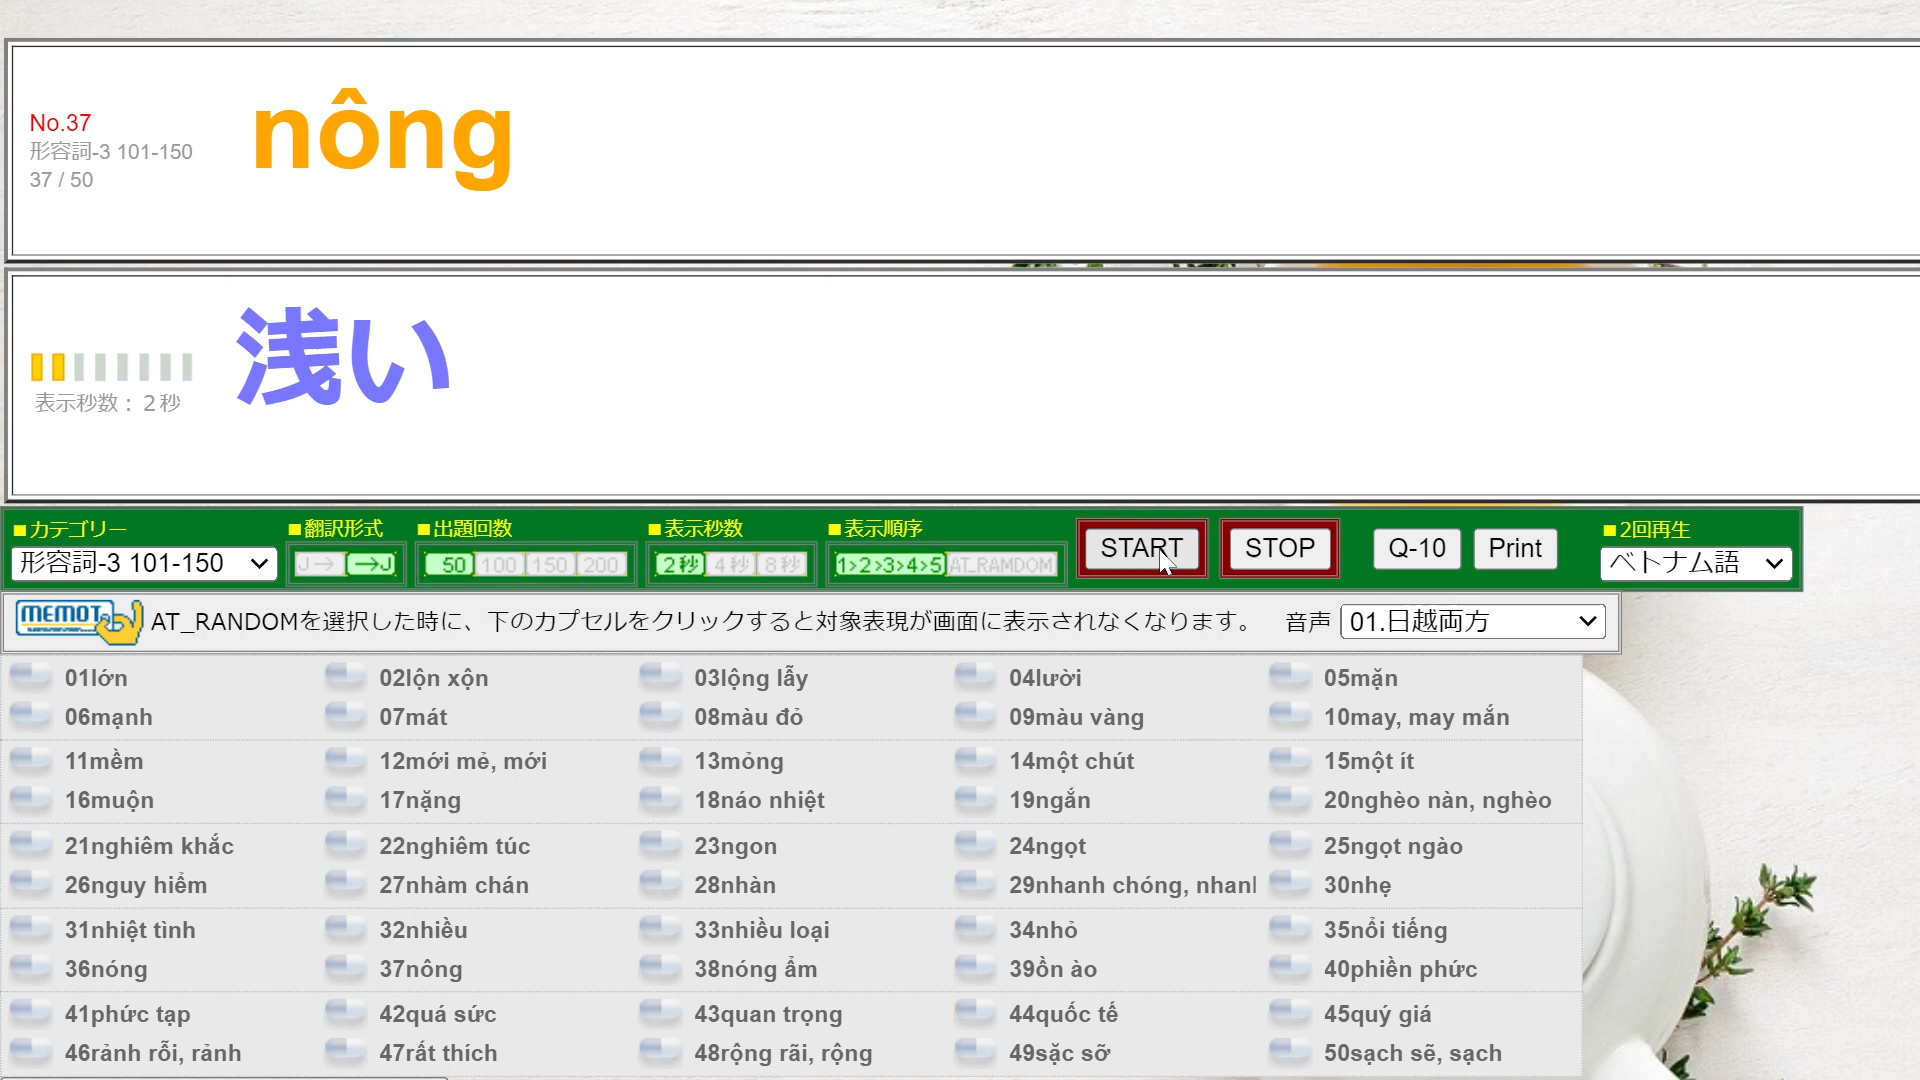 No.37
形容詞-3 101-150
37 / 50
nông
浅い
表示秒数：２秒
■カテゴリー ■翻訳形式 ■出題回数 ■表示秒数 ■表示順序 ■2回再生
形容詞-3 101-150 J→ →J 50 100 150 200 2秒 4秒 8秒 1>2>3>4>5 AT_RAMDOM START STOP Q-10 Print ベトナム語
MEMOT AT_RANDOMを選択した時に、下のカプセルをクリックすると対象表現が画面に表示されなくなります。 音声 01.日越両方
01lớn 02lộn xộn 03lộng lẫy 04lười 05mặn
06mạnh 07mát 08màu đỏ 09màu vàng 10may, may mắn
11mềm 12mới mẻ, mới 13mỏng 14một chút 15một ít
16muộn 17nặng 18náo nhiệt 19ngắn 20nghèo nàn, nghèo
21nghiêm khắc 22nghiêm túc 23ngon 24ngọt 25ngọt ngào
26nguy hiểm 27nhàm chán 28nhàn 29nhanh chóng, 30nhẹ
31nhiệt tình 32nhiều 33nhiều loại 34nhỏ 35nổi tiếng
36nóng 37nông 38nóng ẩm 39ồn ào 40phiền phức
41phức tạp 42quá sức 43quan trọng 44quốc tế 45quý giá
46rảnh rỗi, rảnh 47rất thích 48rộng rãi, rộng 49sặc sỡ 50sạch sẽ, sạch